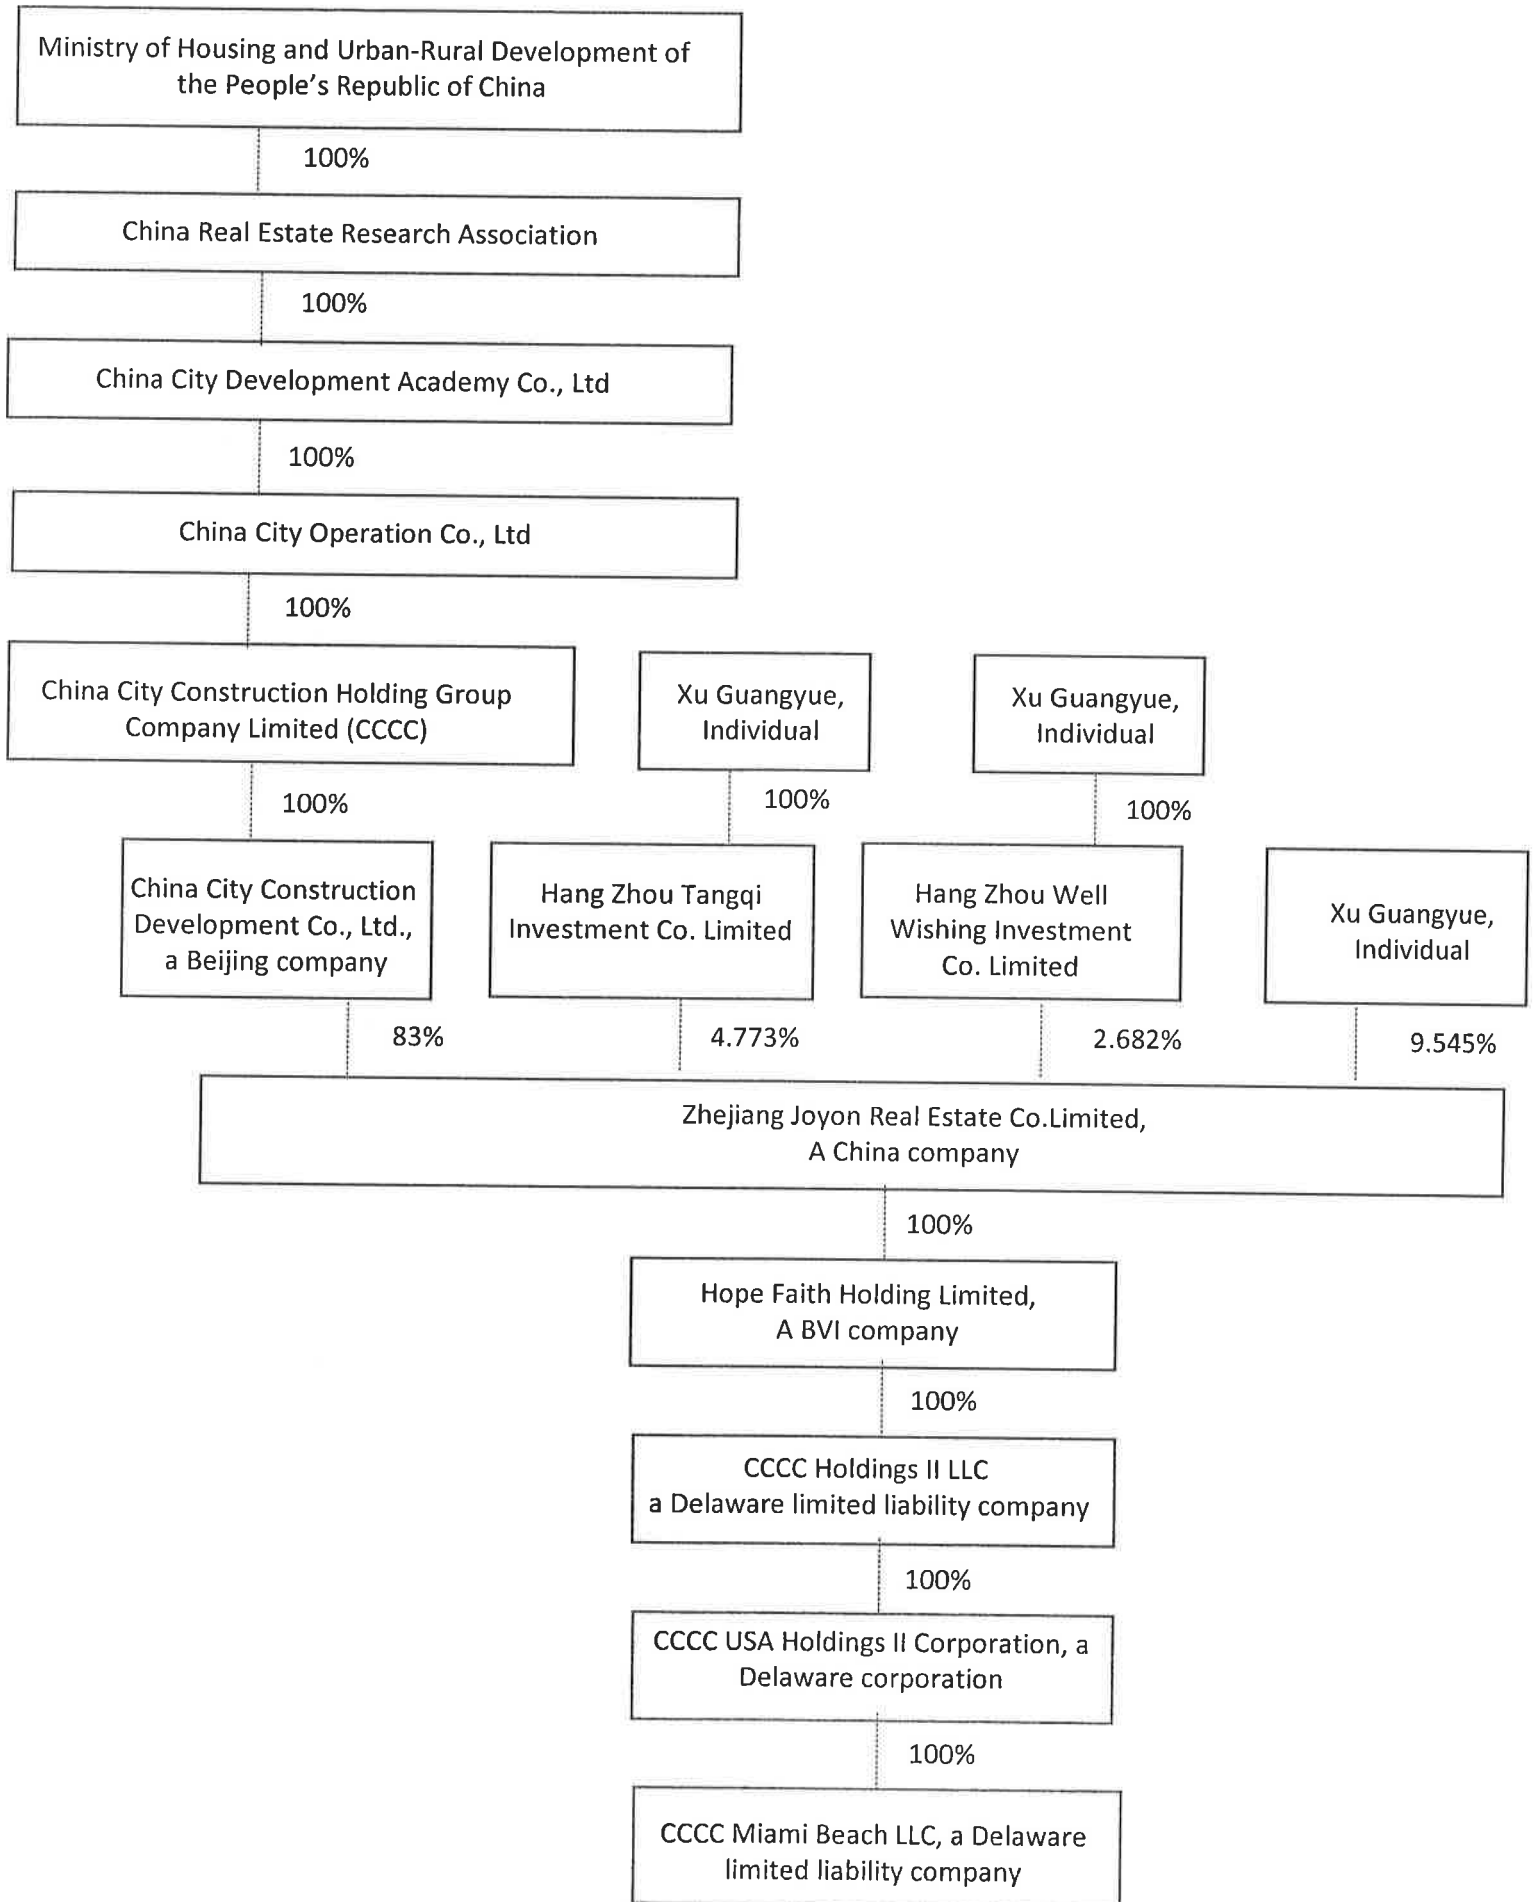 Ministry of Housing and Urban-Rural Development of
the People's Republic of China
100%
China Real Estate Research Association
100%
China City Development Academy Co., Ltd
100%
China City Operation Co., Ltd
100%
China City Construction Holding Group
Company Limited (CCCC)
Xu Guangyue,
Individual
Xu Guangyue,
Individual
100%
100%
100%
China City Construction
Development Co., Ltd.,
a Beijing company
Hang Zhou Tangqi
Investment Co. Limited
Hang Zhou Well
Wishing Investment
Co. Limited
Xu Guangyue,
Individual
83%
4.773%
2.682%
9.545%
Zhejiang Joyon Real Estate Co.Limited,
A China company
100%
Hope Faith Holding Limited,
A BVI company
100%
CCCC Holdings II LLC
a Delaware limited liability company
100%
CCCC USA Holdings II Corporation, a
Delaware corporation
100%
CCCC Miami Beach LLC, a Delaware
limited liability company